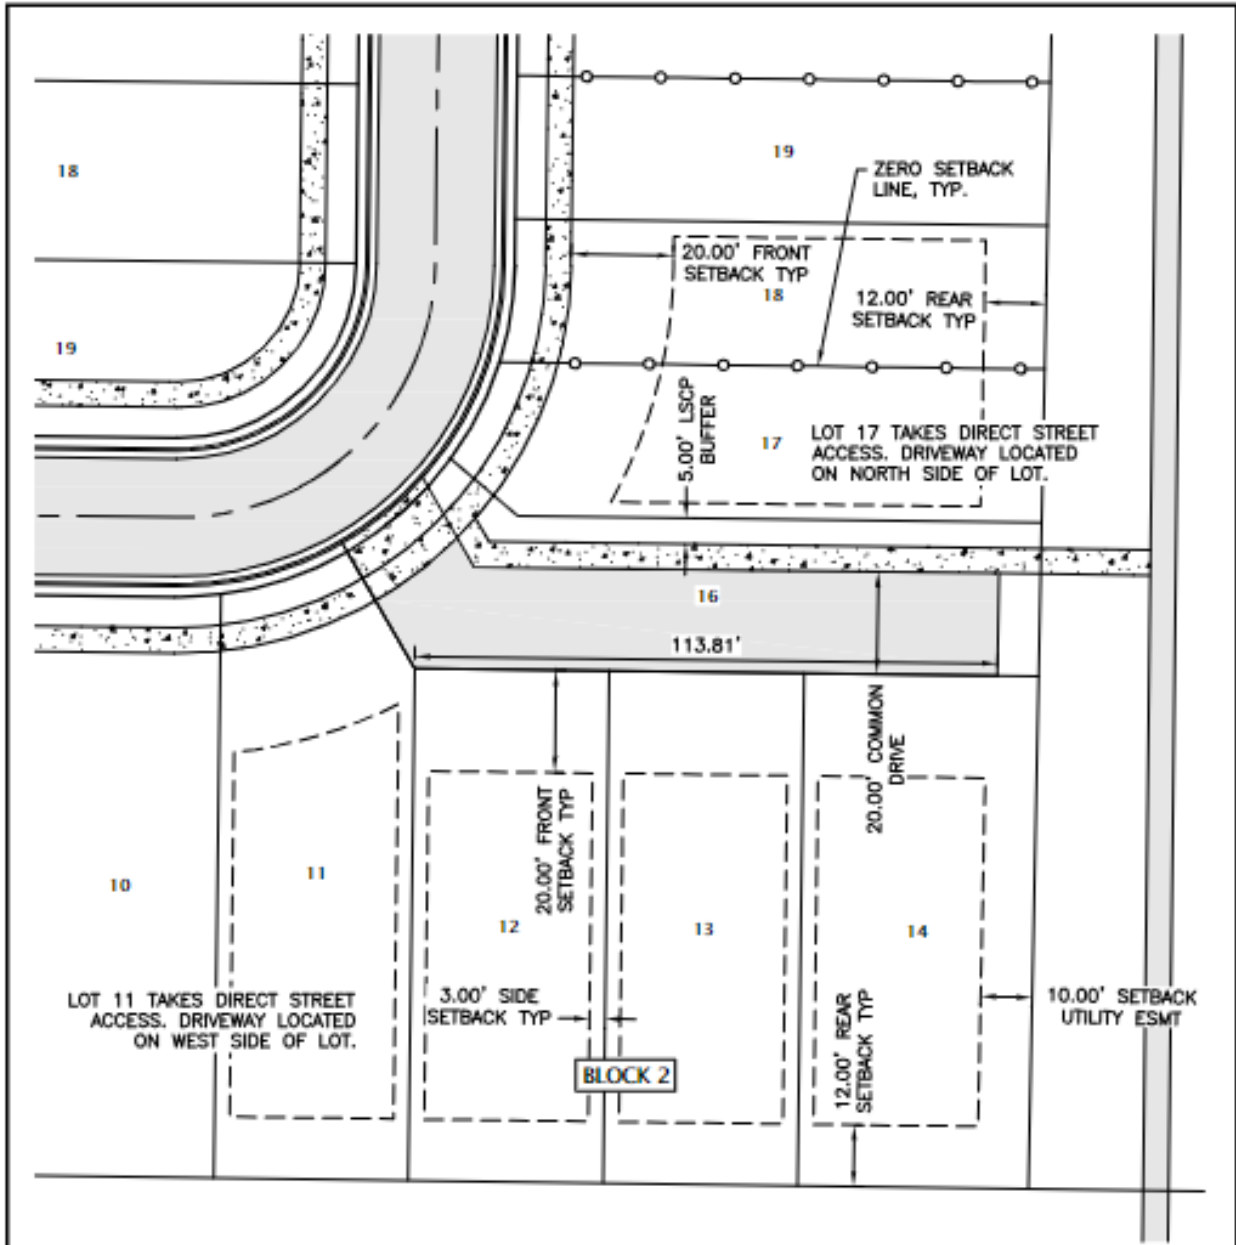 18
19
19
ZERO SETBACK
LINE, TYP.
20.00' FRONT
SETBACK TYP
18
12.00' REAR
SETBACK TYP
5.00' LSCP
BUFFER
17
LOT 17 TAKES DIRECT STREET
ACCESS. DRIVEWAY LOCATED
ON NORTH SIDE OF LOT.
16
113.81'
20.00' COMMON
DRIVE
20.00' FRONT
SETBACK TYP
10
11
12
13
14
LOT 11 TAKES DIRECT STREET
ACCESS. DRIVEWAY LOCATED
ON WEST SIDE OF LOT.
3.00' SIDE
SETBACK TYP
BLOCK 2
12.00' REAR
SETBACK TYP
10.00' SETBACK
UTILITY ESMT